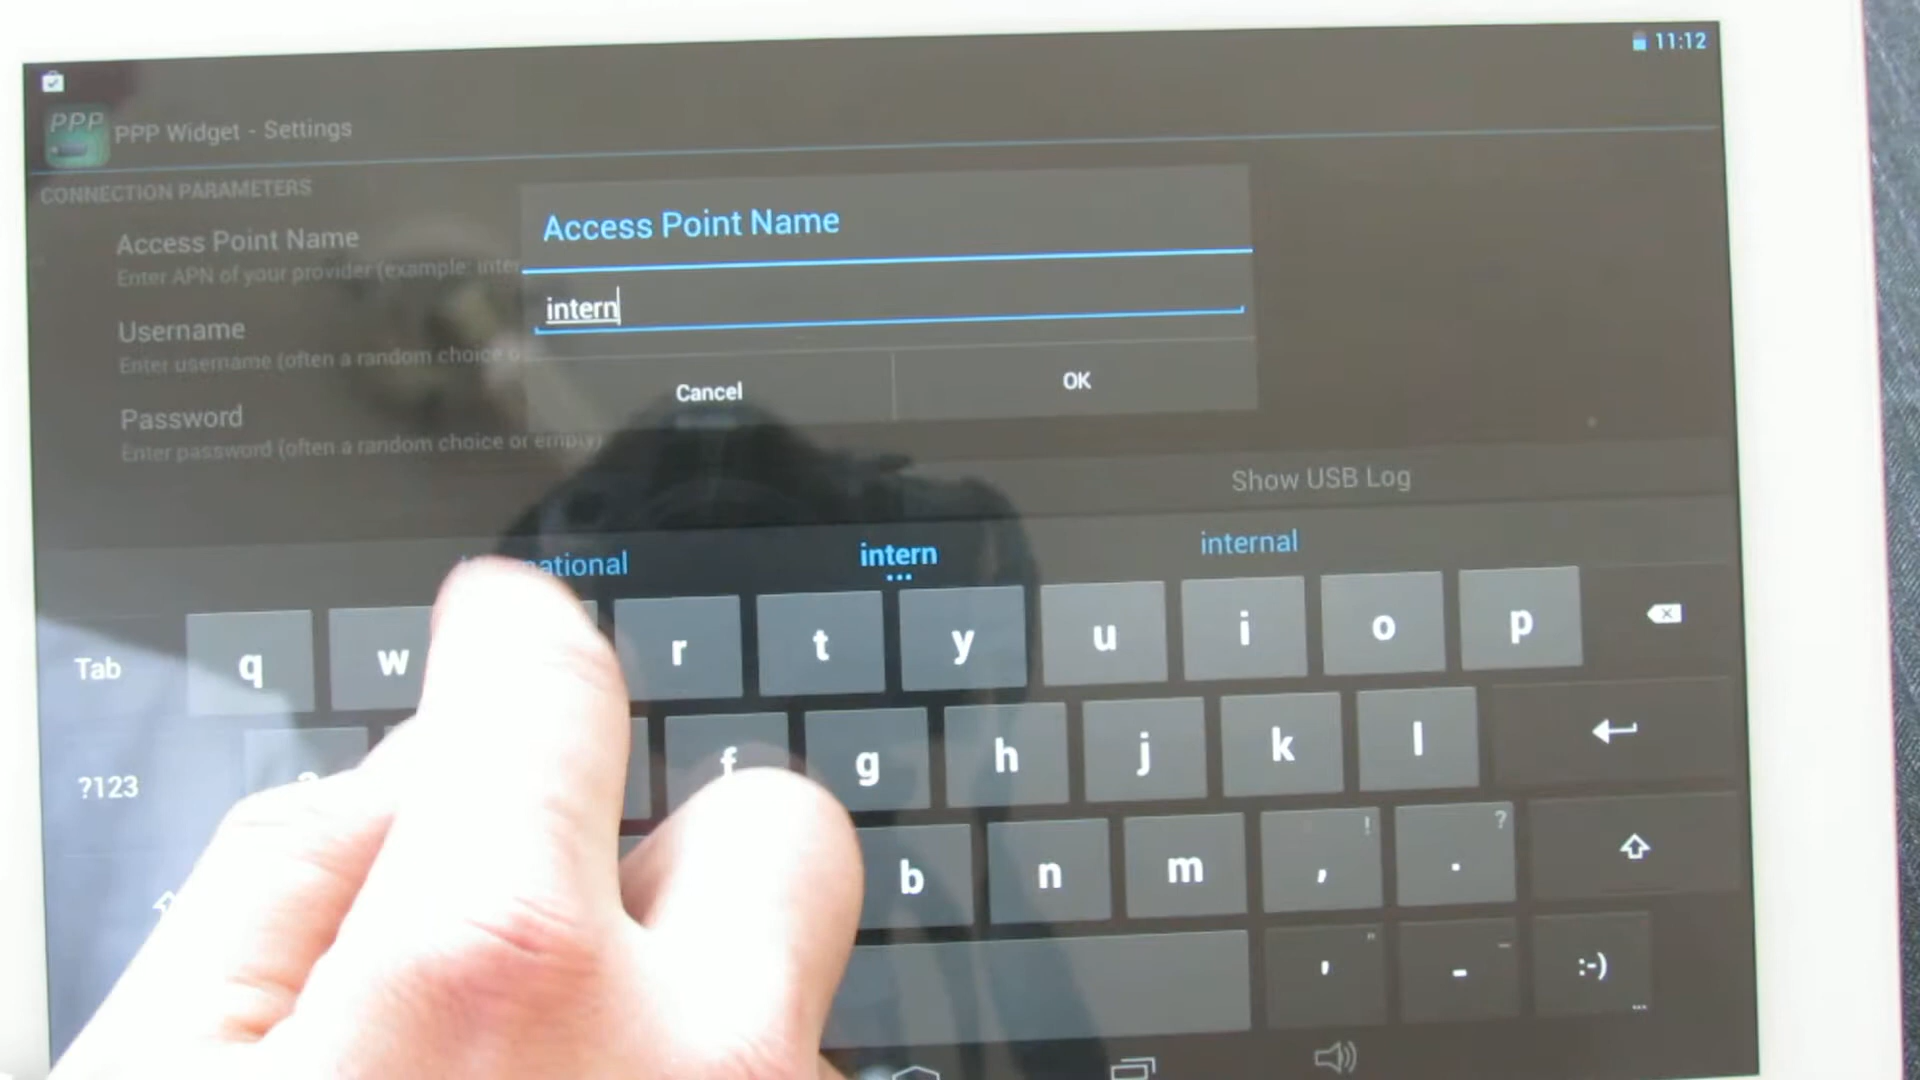 11:12
PPP
PPP Widget - Settings
CONNECTION PARAMETERS
Access Point Name
Enter APN of your provider (example: inter
Username
Enter username (often a random choice o
Password
Enter password (often a random choice or empty)
Access Point Name
intern
Cancel
OK
Show USB Log
national
intern
internal
Tab
q w r t y u i o p
?123
f g h j k l
b n m , ! . ?
' " - _ :-)